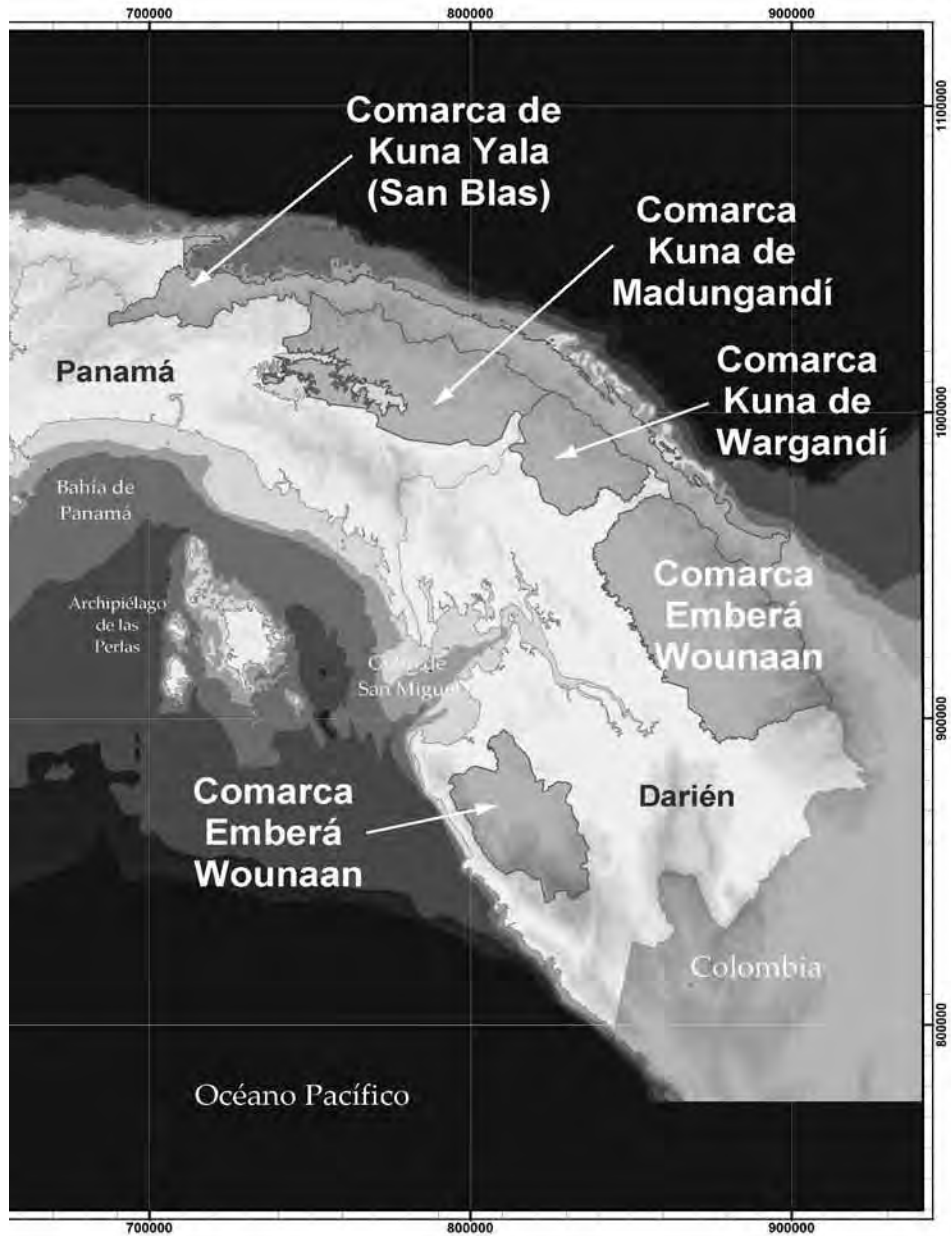 700000
800000
900000
1100000
Comarca de
Kuna Yala
(San Blas)
Comarca
Kuna de
Madungandí
Panamá
Comarca
Kuna de
Wargandí
1000000
Bahía de
Panamá
Comarca
Emberá
Wounaan
Archipiélago
de las
Perlas
Golfo de
San Miguel
900000
Comarca
Emberá
Wounaan
Darién
Colombia
800000
Océano Pacífico
700000
800000
900000